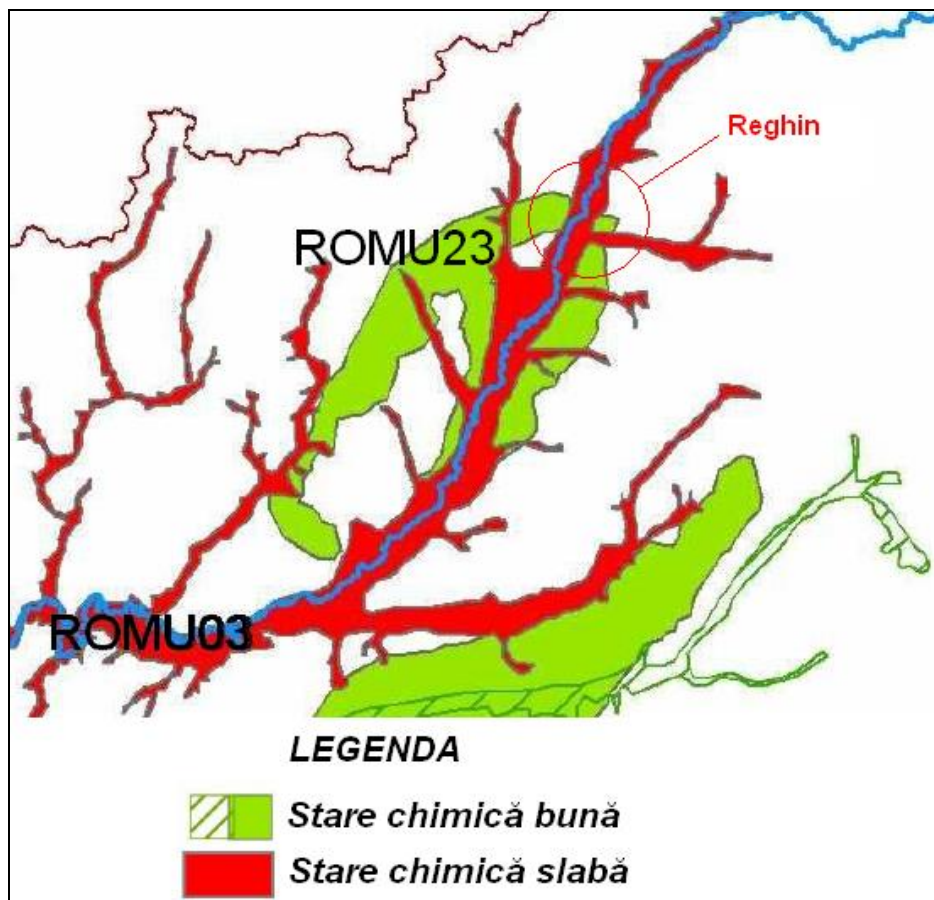 Reghin
ROMU23
ROMU03
LEGENDA
Stare chimică bună
Stare chimică slabă